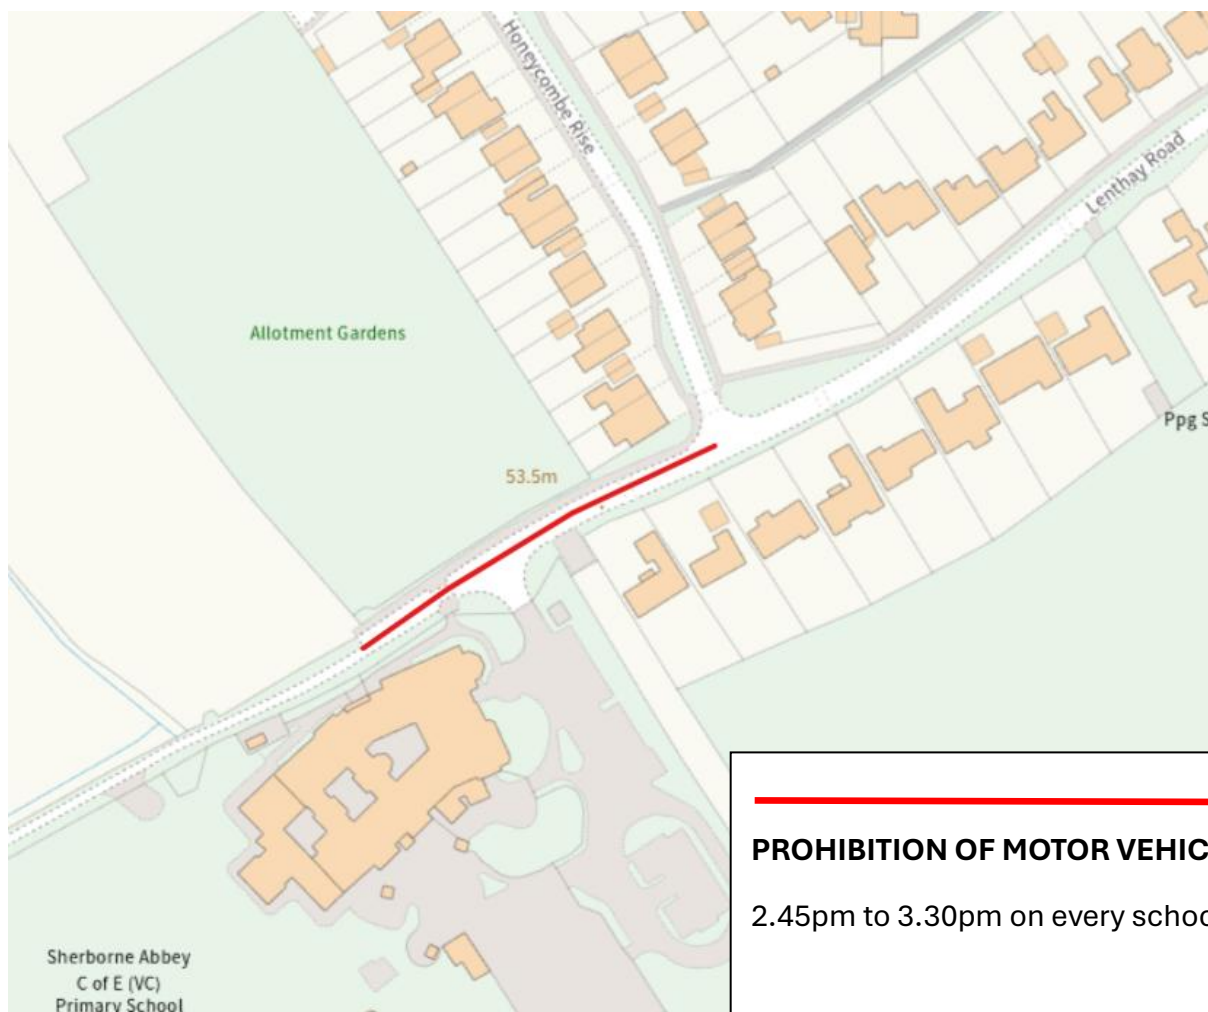 Honeycombe Rise
Lenthay Road
Allotment Gardens
Ppg S
53.5m
PROHIBITION OF MOTOR VEHIC
2.45pm to 3.30pm on every schoo
Sherborne Abbey
C of E (VC)
Primary School